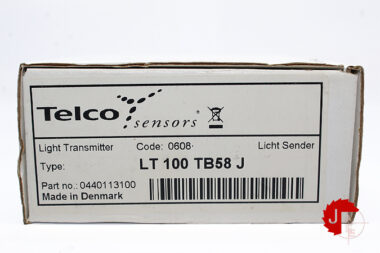 Telco
sensors
Light Transmitter Code: 0608· Licht Sender
Type: LT 100 TB58 J
Part no.: 0440113100
Made in Denmark